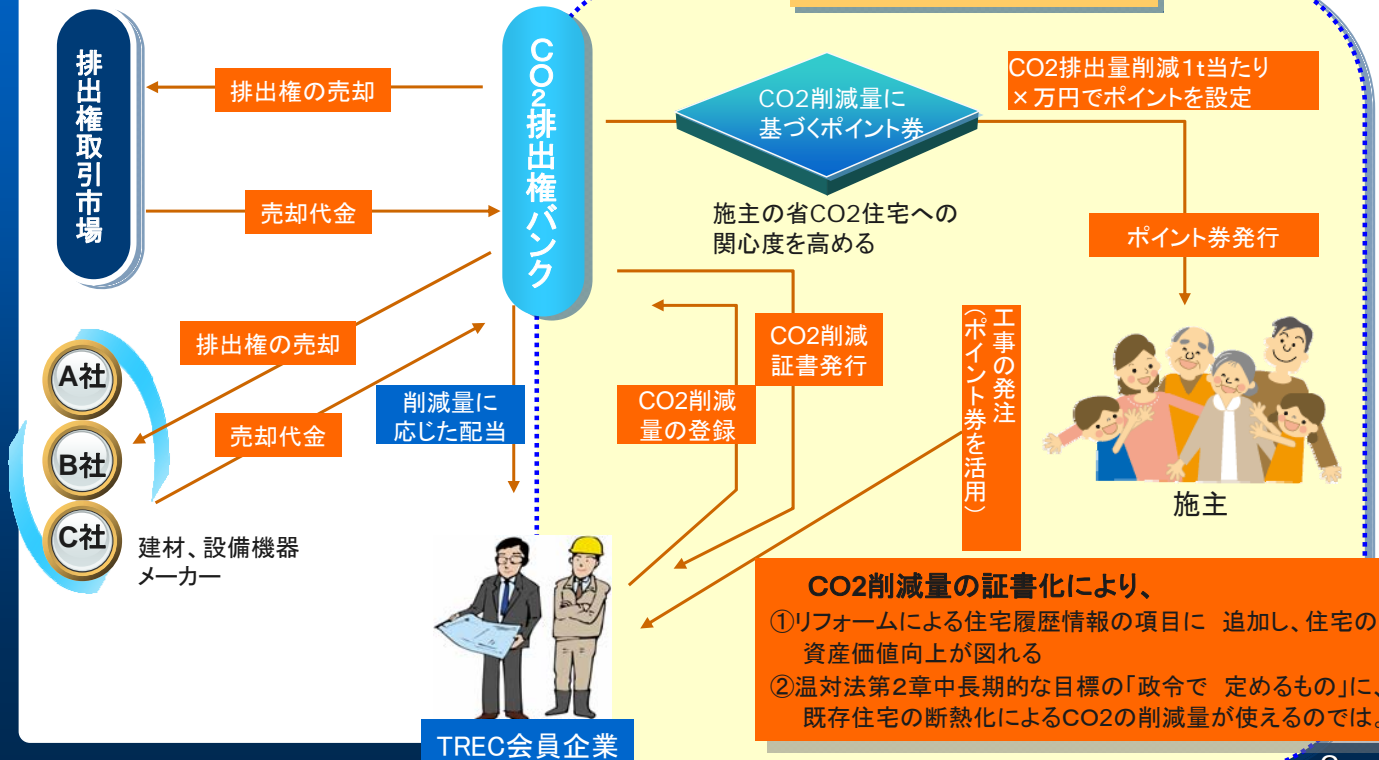 排出権取引市場
排出権の売却
売却代金
CO2排出権バンク
CO2削減量に
基づくポイント券
施主の省CO2住宅への
関心度を高める
CO2排出量削減1t当たり
×万円でポイントを設定
ポイント券発行
施主
排出権の売却
売却代金
A社
B社
C社
建材、設備機器
メーカー
削減量に
応じた配当
CO2削減
量の登録
CO2削減
証書発行
工事の発注
(ポイント券を活用)
TREC会員企業
CO2削減量の証書化により、
①リフォームによる住宅履歴情報の項目に 追加し、住宅の
資産価値向上が図れる
②温対法第2章中長期的な目標の「政令で 定めるもの」に、
既存住宅の断熱化によるCO2の削減量が使えるのでは。